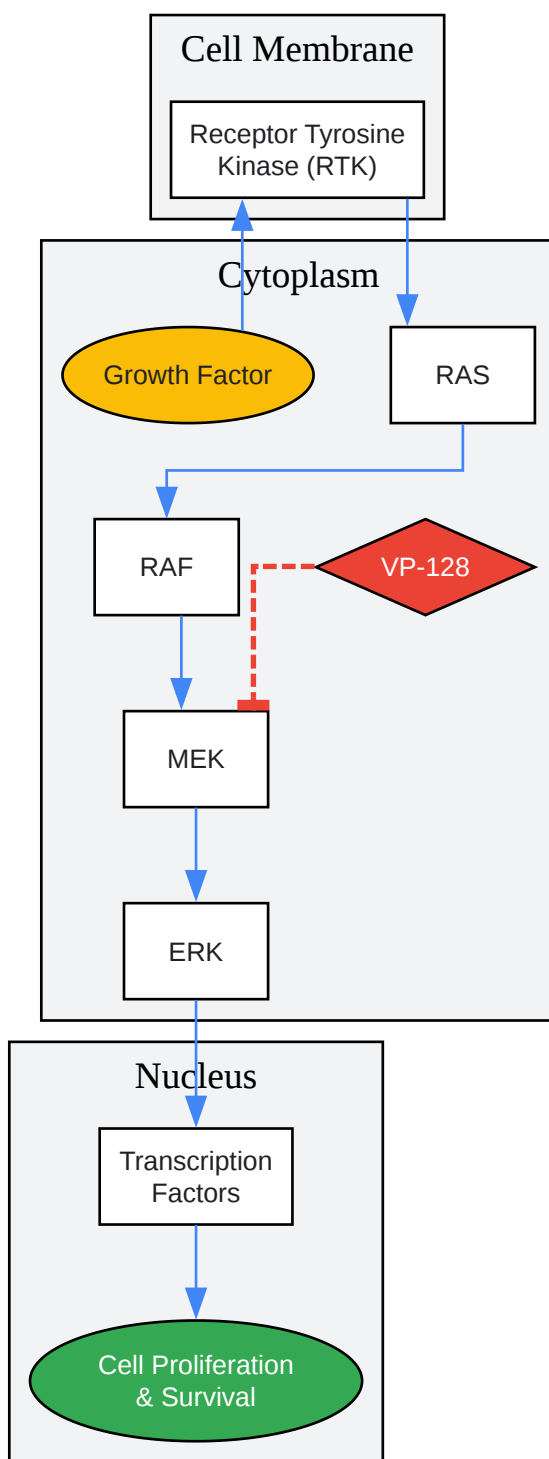 Cell Membrane
Receptor Tyrosine
Kinase (RTK)
Cytoplasm
Growth Factor
RAS
RAF
VP-128
MEK
ERK
Nucleus
Transcription
Factors
Cell Proliferation
& Survival